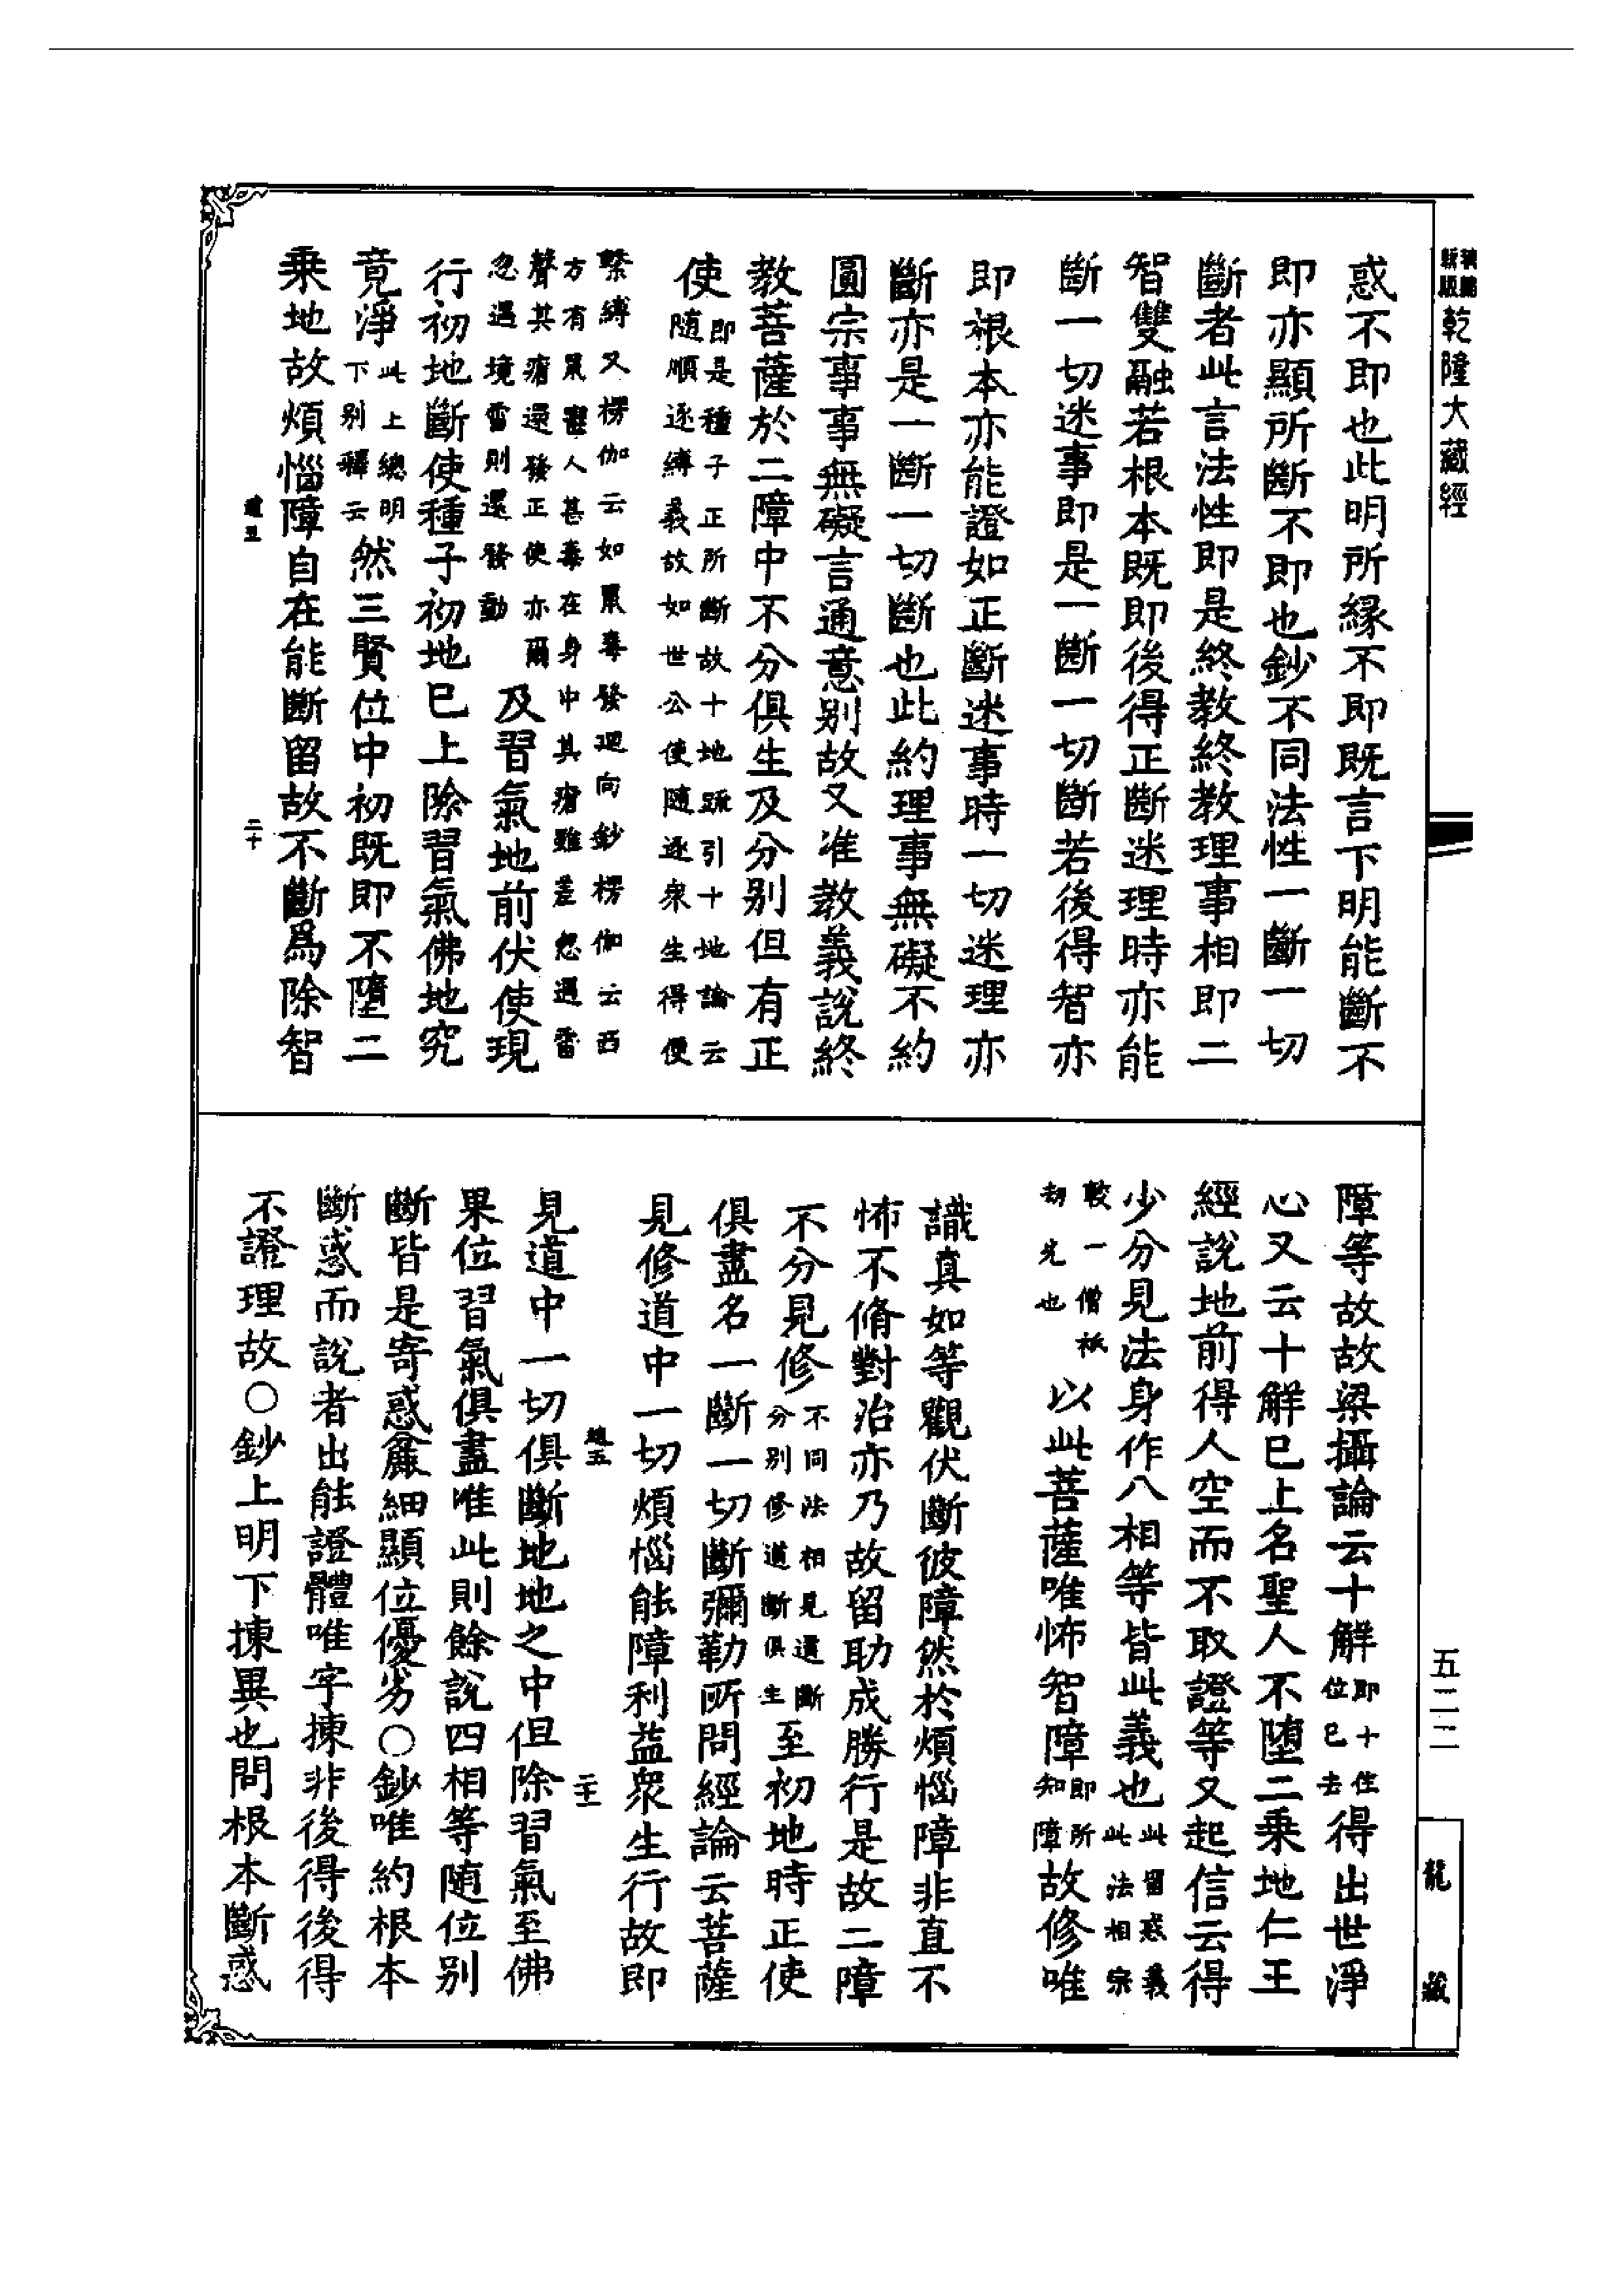 乾隆大藏經
惑不即也此明所緣不即既言下明能斷不
即亦顯所斷不即也鈔不同法性一斷一切
斷者此言法性即是終教終教理事相即二
智雙融若根本既即後得正斷迷理時亦能
斷一切迷事即是一斷一切斷若後得智亦
即根本亦能證如正斷迷事時一切迷理亦
斷亦是一斷一切斷也此約理事無礙不約
圓宗事事無礙言通意別故又准教義說終
教菩薩於二障中不分俱生及分別但有正
使即是種子正所斷故十地䟽引十地論云
隨順逐縛義故如世公使隨逐衆生得便
繫縛又楞伽云如鼠毒發迴向鈔楞伽云西
方有鼠齧人甚毒在身中其瘡雖差忽遇雷
聲其瘡還發正使亦爾
忽遇境雷則還發動及習氣地前伏使現
行初地斷使種子初地巳上除習氣佛地究
竟淨此上總明
下別釋云然三賢位中初既即不墮二
乗地故煩惱障自在能斷留故不斷爲除智
二十
障等故故梁攝論云十解即十住
位巳去得出世淨
心又云十解巳上名聖人不墮二乗地仁王
經說地前得人空而不取證等又起信云得
少分見法身作八相等皆此義也此留惑義
此法相宗
較一僧祇
劫先也以此菩薩唯怖智障即所
知障故修唯
識真如等觀伏斷彼障然於煩惱障非直不
怖不脩對治亦乃故留助成勝行是故二障
不分見修不同法相見還斷
分別修道斷俱生至初地時正使
俱盡名一斷一切斷彌勒所問經論云菩薩
見修道中一切煩惱能障利益衆生行故即
二十一
見道中一切俱斷地地之中但除習氣至佛
果位習氣俱盡唯此則餘說四相等隨位別
斷皆是寄惑麤細顯位優劣○鈔唯約根本
斷惑而說者出能證體唯字揀非後得後得
不證理故○鈔上明下揀異也問根本斷惑
五二二
龍藏